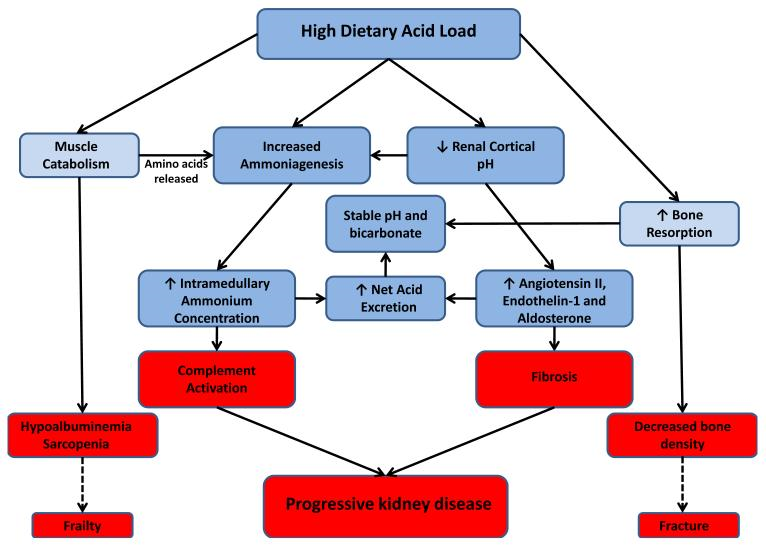 High Dietary Acid Load
Muscle
Catabolism
Amino acids
released
Increased
Ammoniagenesis
↓ Renal Cortical
pH
Stable pH and
bicarbonate
↑ Bone
Resorption
↑ Intramedullary
Ammonium
Concentration
↑ Net Acid
Excretion
↑ Angiotensin II,
Endothelin-1 and
Aldosterone
Complement
Activation
Fibrosis
Hypoalbuminemia
Sarcopenia
Decreased bone
density
Progressive kidney disease
Frailty
Fracture